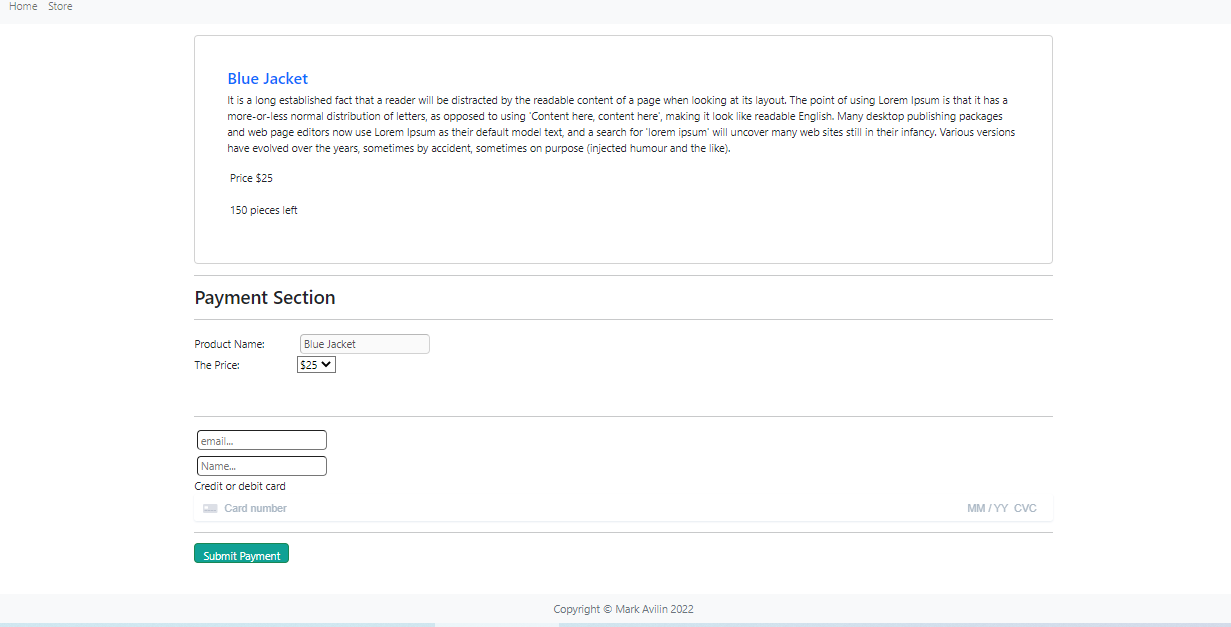 Home Store
Blue Jacket
It is a long established fact that a reader will be distracted by the readable content of a page when looking at its layout. The point of using Lorem Ipsum is that it has a
more-or-less normal distribution of letters, as opposed to using 'Content here, content here', making it look like readable English. Many desktop publishing packages
and web page editors now use Lorem Ipsum as their default model text, and a search for 'lorem ipsum' will uncover many web sites still in their infancy. Various versions
have evolved over the years, sometimes by accident, sometimes on purpose (injected humour and the like).
Price $25
150 pieces left
Payment Section
Product Name: Blue Jacket
The Price: $25
email...
Name...
Credit or debit card
Card number MM / YY CVC
Submit Payment
Copyright © Mark Avilin 2022